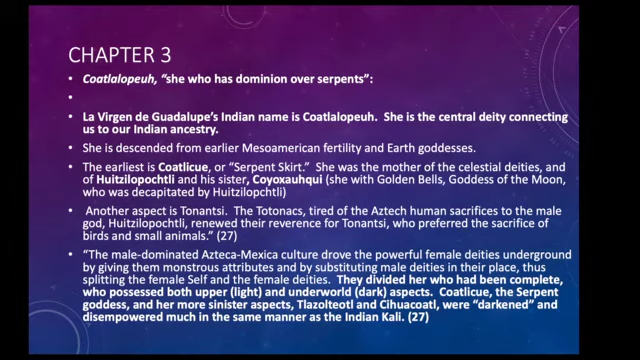 CHAPTER 3
• Coatlalopeuh, “she who has dominion over serpents”:
•
• La Virgen de Guadalupe’s Indian name is Coatlalopeuh. She is the central deity connecting
us to our Indian ancestry.
• She is descended from earlier Mesoamerican fertility and Earth goddesses.
• The earliest is Coatlicue, or “Serpent Skirt.” She was the mother of the celestial deities, and
of Huitzilopochtli and his sister, Coyoxauhqui (she with Golden Bells, Goddess of the Moon,
who was decapitated by Huitzilopchtli)
• Another aspect is Tonantsi. The Totonacs, tired of the Aztec human sacrifices to the male
god, Huitzilopochtli, renewed their reverence for Tonantsi, who preferred the sacrifice of
birds and small animals.” (27)
• “The male-dominated Azteca-Mexica culture drove the powerful female deities underground
by giving them monstrous attributes and by substituting male deities in their place, thus
splitting the female Self and the female deities. They divided her who had been complete,
who possessed both upper (light) and underworld (dark) aspects. Coatlicue, the Serpent
goddess, and her more sinister aspects, Tlazolteotl and Cihuacoatl, were “darkened” and
disempowered much in the same manner as the Indian Kali. (27)